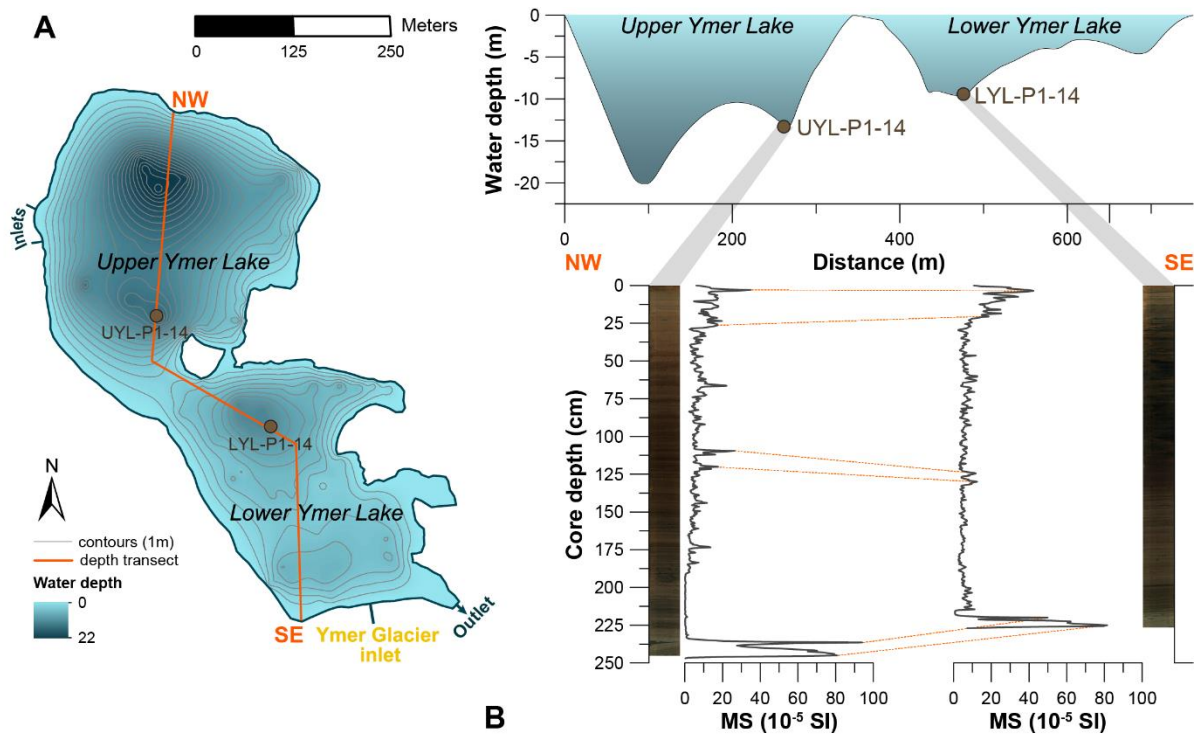 A
Meters
0 125 250
NW
Inlets
Upper Ymer Lake
UYL-P1-14
LYL-P1-14
Lower Ymer Lake
N
contours (1m)
depth transect
Water depth
0
22
SE
Ymer Glacier
inlet
Outlet
Upper Ymer Lake
Lower Ymer Lake
Water depth (m)
0
-5
-10
-15
-20
UYL-P1-14
LYL-P1-14
0 200 400 600
NW
Distance (m)
SE
Core depth (cm)
0
25
50
75
100
125
150
175
200
225
250
0 20 40 60 80 100
MS (10⁻⁵ SI)
0 20 40 60 80 100
MS (10⁻⁵ SI)
B